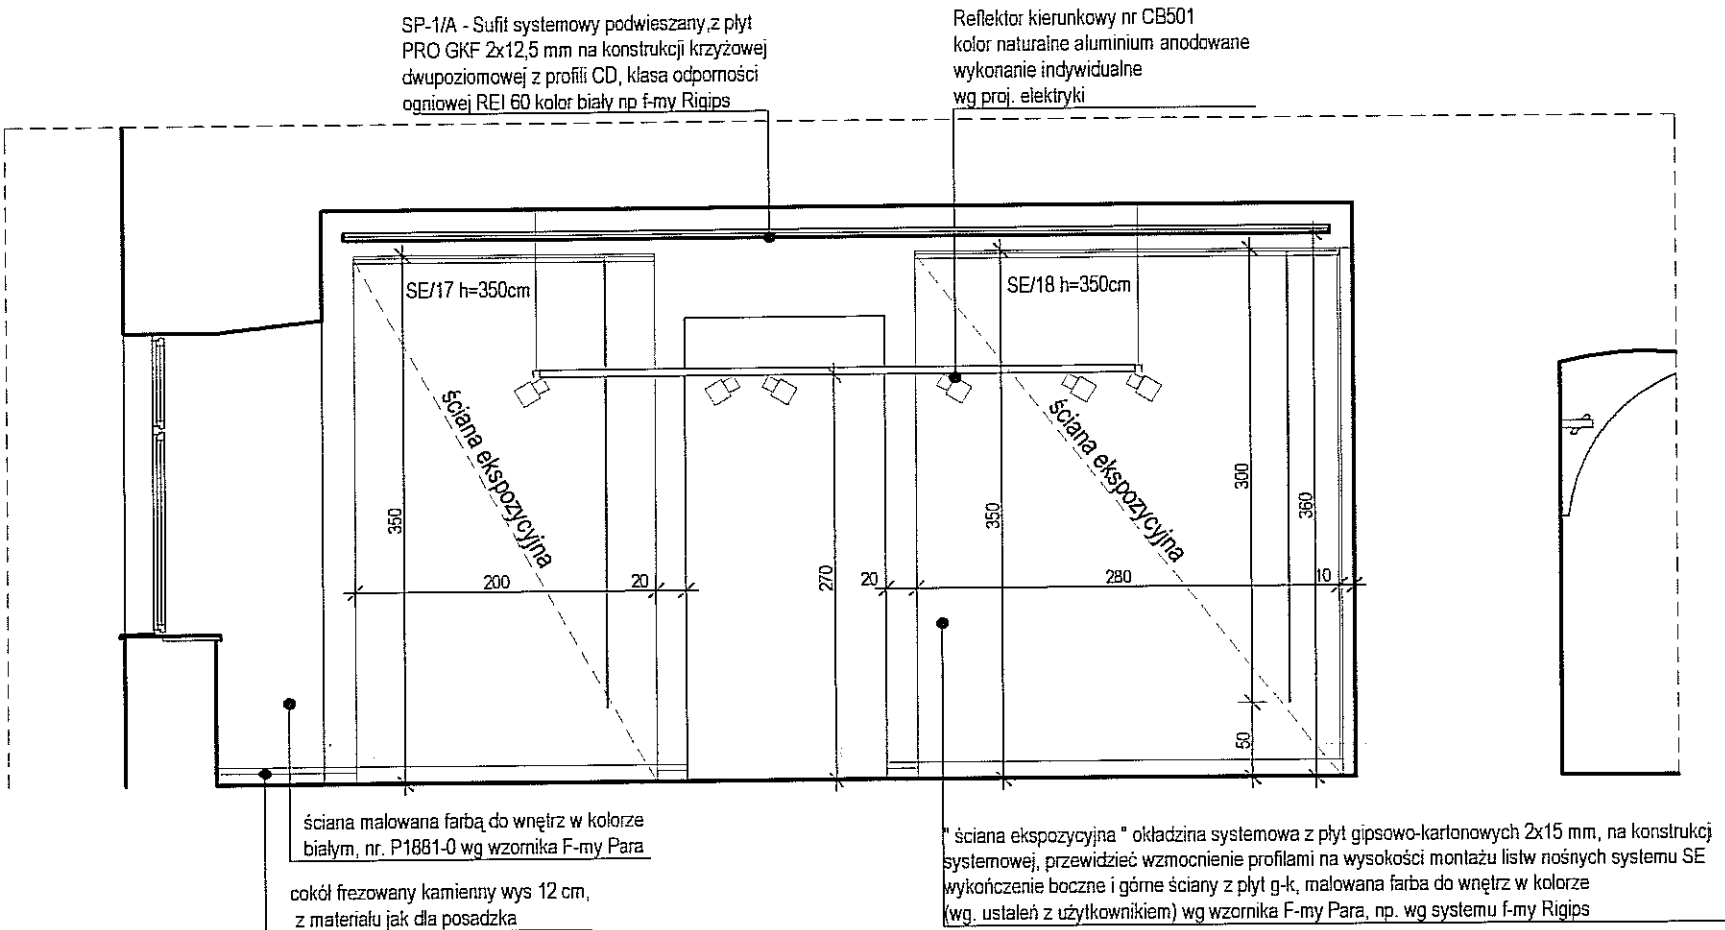 SP-1/A - Sufit systemowy podwieszany,z płyt
PRO GKF 2x12,5 mm na konstrukcji krzyżowej
dwupoziomowej z profili CD, klasa odporności
ogniowej REI 60 kolor biały np f-my Rigips
Reflektor kierunkowy nr CB501
kolor naturalne aluminium anodowane
wykonanie indywidualne
wg proj. elektryki
SE/17 h=350cm
SE/18 h=350cm
ściana ekspozycyjna
ściana ekspozycyjna
350
200
20
270
20
350
280
300
360
10
50
ściana malowana farbą do wnętrz w kolorze
białym, nr. P1881-0 wg wzornika F-my Para
cokół frezowany kamienny wys 12 cm,
z materiału jak dla posadzka
" ściana ekspozycyjna " okładzina systemowa z płyt gipsowo-kartonowych 2x15 mm, na konstrukcj
systemowej, przewidzieć wzmocnienie profilami na wysokości montażu listw nośnych systemu SE
wykończenie boczne i górne ściany z płyt g-k, malowana farba do wnętrz w kolorze
(wg. ustaleń z użytkownikiem) wg wzornika F-my Para, np. wg systemu f-my Rigips